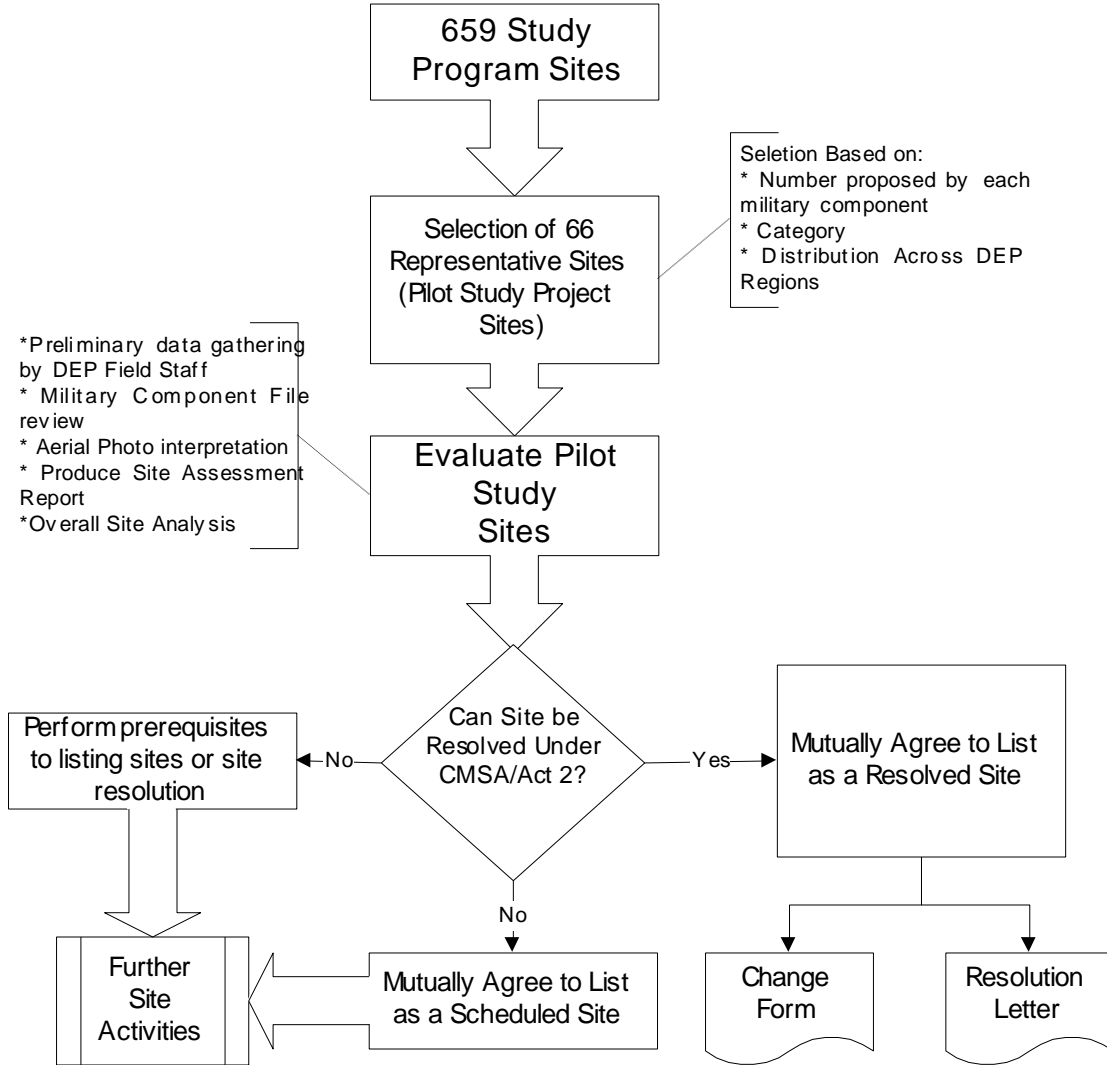 659 Study
Program Sites
Seletion Based on:
* Number proposed by each
military component
* Category
* Distribution Across DEP
Regions
Selection of 66
Representative Sites
(Pilot Study Project
Sites)
*Preliminary data gathering
by DEP Field Staff
* Military Component File
review
* Aerial Photo interpretation
* Produce Site Assessment
Report
*Overall Site Analysis
Evaluate Pilot
Study
Sites
Can Site be
Resolved Under
CMSA/Act 2?
No
Perform prerequisites
to listing sites or site
resolution
Yes
Mutually Agree to List
as a Resolved Site
No
Further
Site
Activities
Mutually Agree to List
as a Scheduled Site
Change
Form
Resolution
Letter